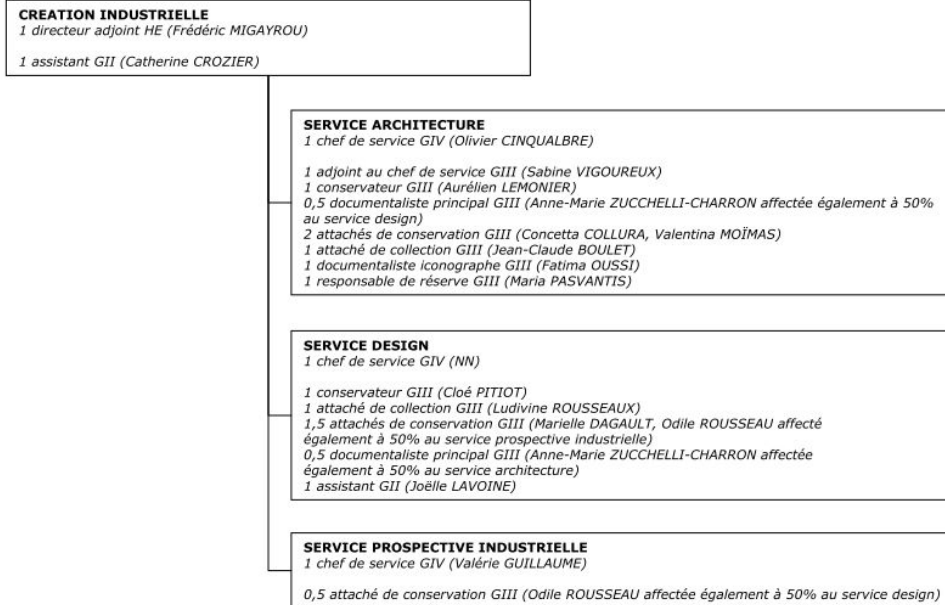 CREATION INDUSTRIELLE
1 directeur adjoint HE (Frédéric MIGAYROU)
1 assistant GII (Catherine CROZIER)
SERVICE ARCHITECTURE
1 chef de service GIV (Olivier CINQUALBRE)
1 adjoint au chef de service GIII (Sabine VIGOUREUX)
1 conservateur GIII (Aurélien LEMONIER)
0,5 documentaliste principal GIII (Anne-Marie ZUCCHELLI-CHARRON affectée également à 50%
au service design)
2 attachés de conservation GIII (Concetta COLLURA, Valentina MOÏMAS)
1 attaché de collection GIII (Jean-Claude BOULET)
1 documentaliste iconographe GIII (Fatima OUSSI)
1 responsable de réserve GIII (Maria PASVANTIS)
SERVICE DESIGN
1 chef de service GIV (NN)
1 conservateur GIII (Cloé PITIOT)
1 attaché de collection GIII (Ludivine ROUSSEAUX)
1,5 attachés de conservation GIII (Marielle DAGAULT, Odile ROUSSEAU affecté
également à 50% au service prospective industrielle)
0,5 documentaliste principal GIII (Anne-Marie ZUCCHELLI-CHARRON affectée
également à 50% au service architecture)
1 assistant GII (Joëlle LAVOINE)
SERVICE PROSPECTIVE INDUSTRIELLE
1 chef de service GIV (Valérie GUILLAUME)
0,5 attaché de conservation GIII (Odile ROUSSEAU affectée également à 50% au service design)